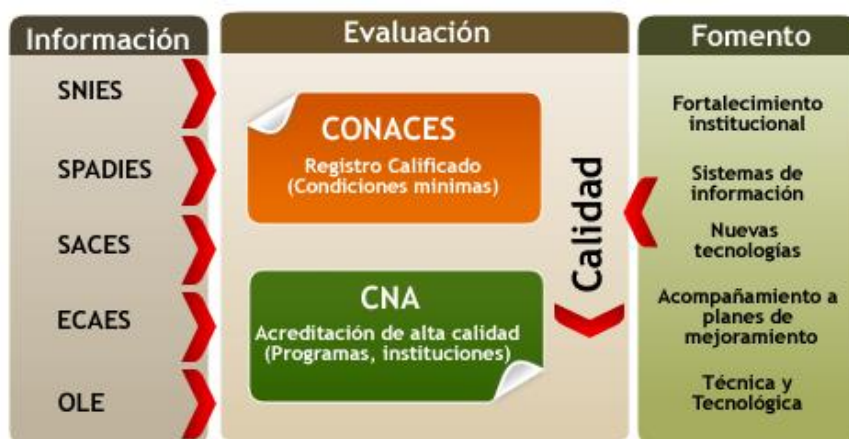 Información
SNIES
SPADIES
SACES
ECAES
OLE
Evaluación
CONACES
Registro Calificado
(Condiciones minimas)
CNA
Acreditación de alta calidad
(Programas, instituciones)
Calidad
Fomento
Fortalecimiento
institucional
Sistemas de
información
Nuevas
tecnologías
Acompañamiento a
planes de
mejoramiento
Técnica y
Tecnológica